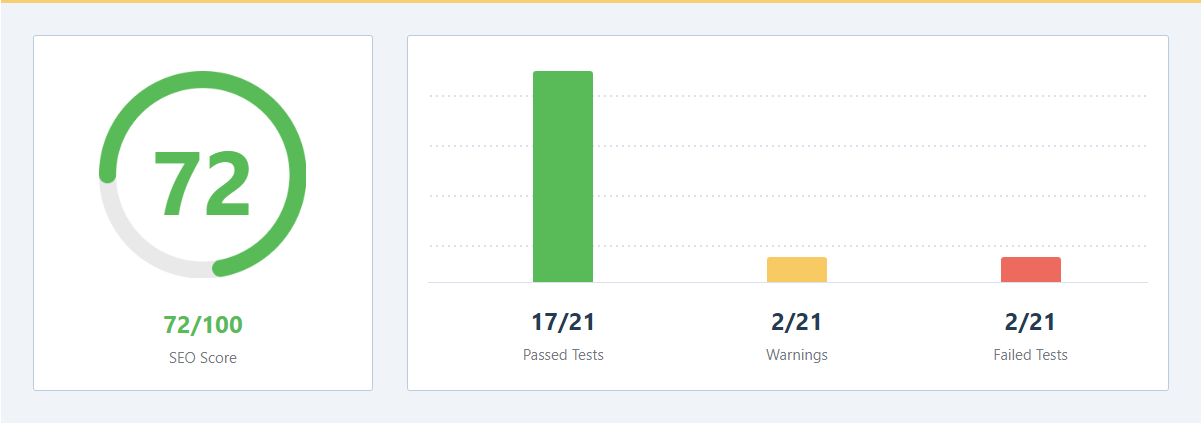 72
72/100
SEO Score
17/21
Passed Tests
2/21
Warnings
2/21
Failed Tests